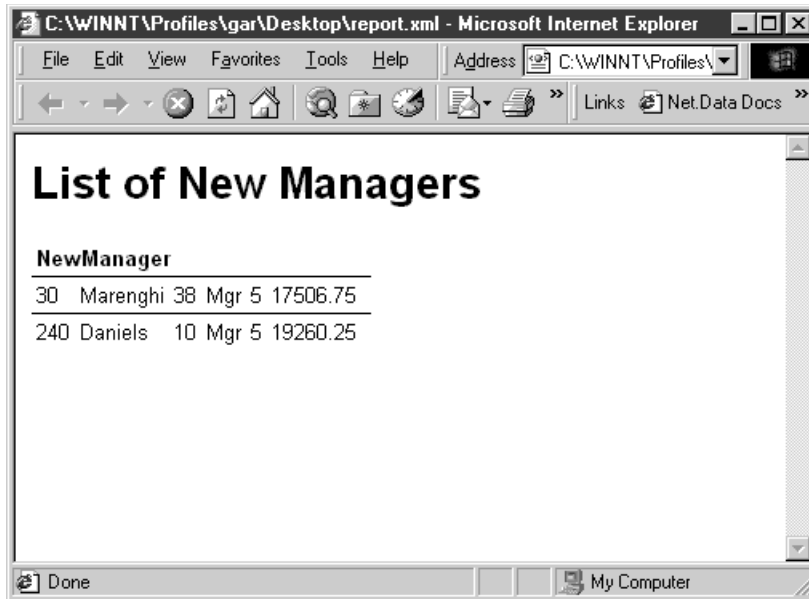 C:\WINNT\Profiles\gar\Desktop\report.xml - Microsoft Internet Explorer
File Edit View Favorites Tools Help Address C:\WINNT\Profiles\
» Links Net.Data Docs »
List of New Managers
NewManager
30 Marenghi 38 Mgr 5 17506.75
240 Daniels 10 Mgr 5 19260.25
Done My Computer